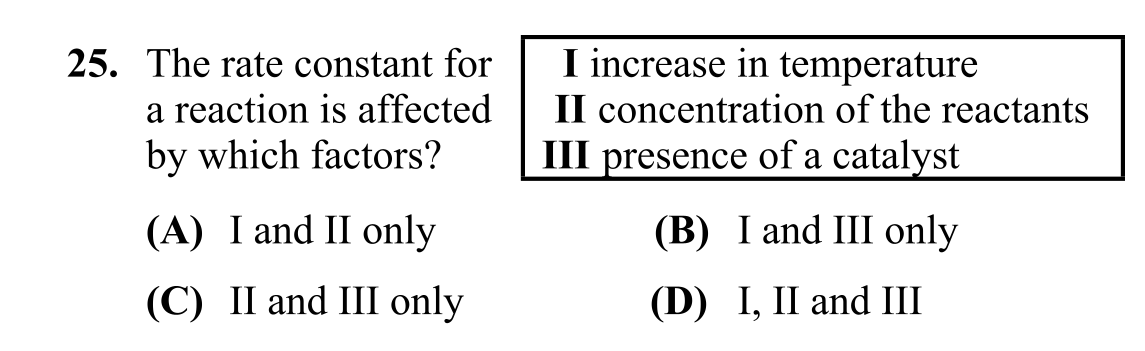 25. The rate constant for
a reaction is affected
by which factors?
I increase in temperature
II concentration of the reactants
III presence of a catalyst
(A) I and II only
(B) I and III only
(C) II and III only
(D) I, II and III